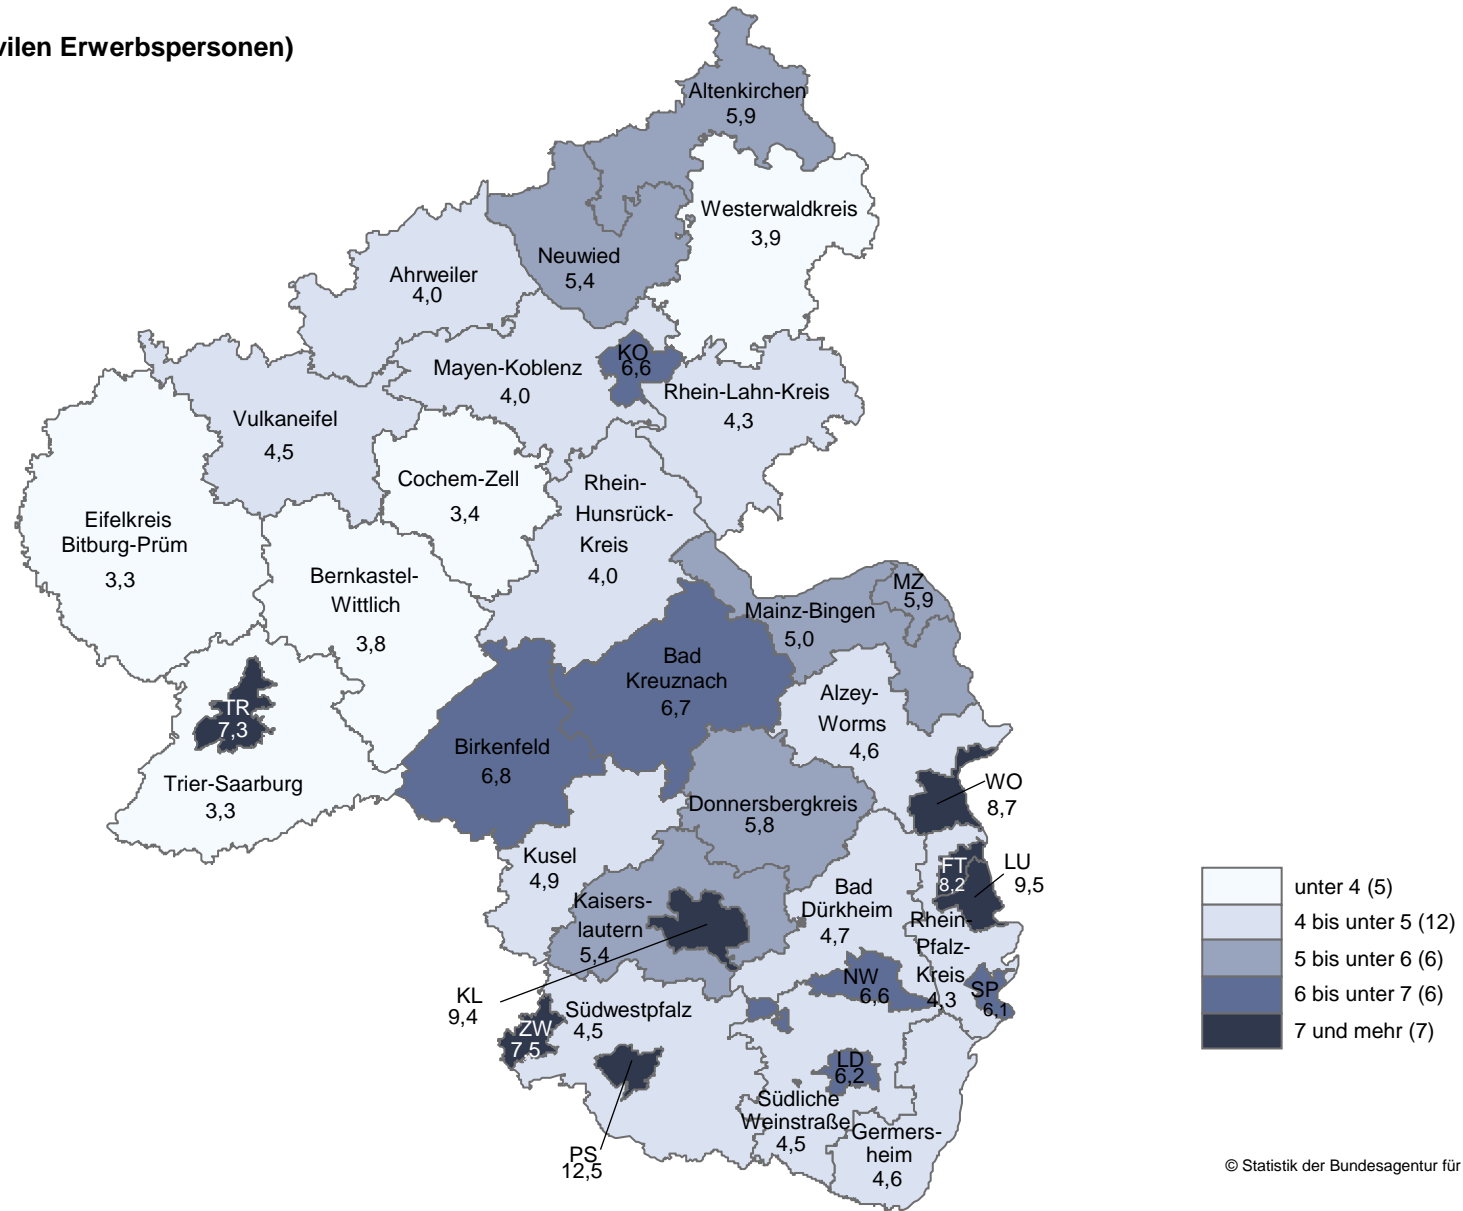 vilen Erwerbspersonen)
Altenkirchen
5,9
Westerwaldkreis
3,9
Neuwied
5,4
Ahrweiler
4,0
KO
6,6
Mayen-Koblenz
4,0
Rhein-Lahn-Kreis
4,3
Vulkaneifel
4,5
Cochem-Zell
3,4
Rhein-
Hunsrück-
Kreis
4,0
Eifelkreis
Bitburg-Prüm
3,3
Bernkastel-
Wittlich
3,8
MZ
5,9
Mainz-Bingen
5,0
Bad
Kreuznach
6,7
Alzey-
Worms
4,6
TR
7,3
Trier-Saarburg
3,3
Birkenfeld
6,8
WO
8,7
Donnersbergkreis
5,8
Kusel
4,9
FT
8,2
LU
9,5
Kaisers-
lautern
5,4
Bad
Dürkheim
4,7
Rhein-
Pfalz-
Kreis
4,3
NW
6,6
SP
6,1
KL
9,4
ZW
7,5
Südwestpfalz
4,5
LD
6,2
Südliche
Weinstraße
4,5
Germers-
heim
4,6
PS
12,5
unter 4 (5)
4 bis unter 5 (12)
5 bis unter 6 (6)
6 bis unter 7 (6)
7 und mehr (7)
© Statistik der Bundesagentur für